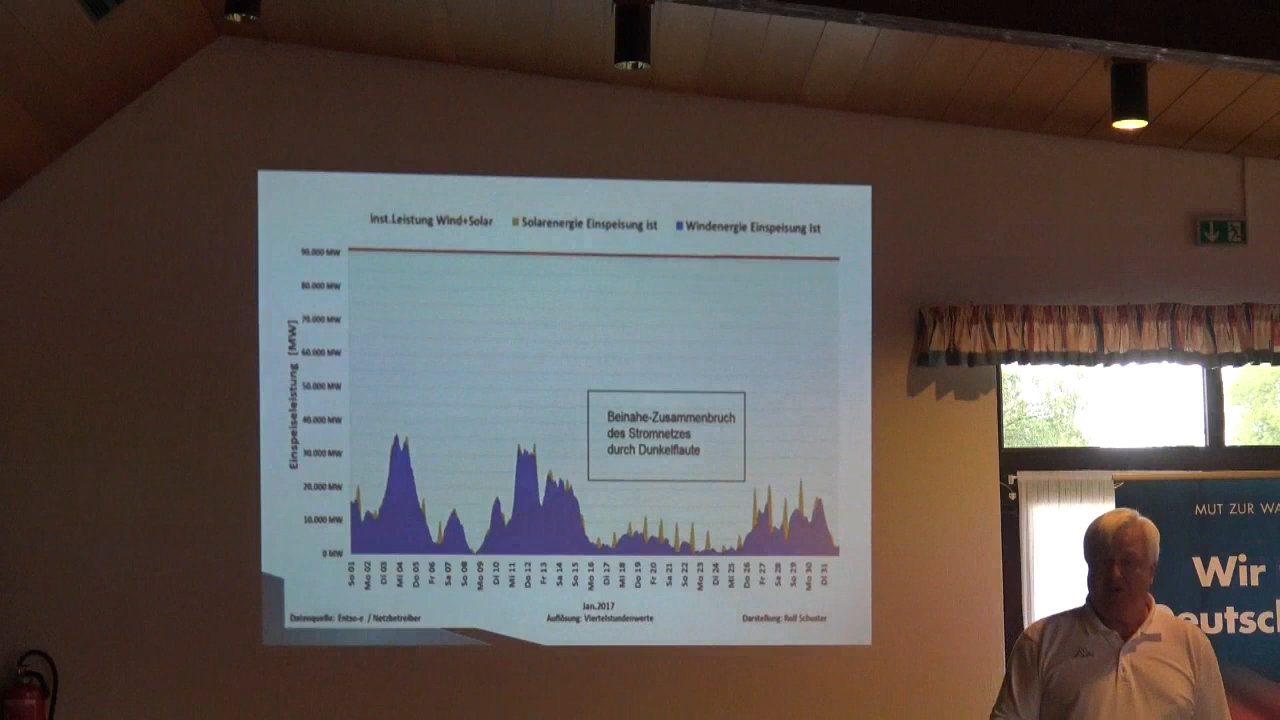 inst.Leistung Wind+Solar Solarenergie Einspeisung ist Windenergie Einspeisung Ist
90.000 MW
80.000 MW
70.000 MW
60.000 MW
50.000 MW
40.000 MW
30.000 MW
20.000 MW
10.000 MW
0 MW
Einspeiseleistung [MW]
Beinahe-Zusammenbruch
des Stromnetzes
durch Dunkelflaute
So 01 Mo 02 Di 03 Mi 04 Do 05 Fr 06 Sa 07 So 08 Mo 09 Di 10 Mi 11 Do 12 Fr 13 Sa 14 So 15 Mo 16 Di 17 Mi 18 Do 19 Fr 20 Sa 21 So 22 Mo 23 Di 24 Mi 25 Do 26 Fr 27 Sa 28 So 29 Mo 30 Di 31
Jan.2017
Datenquelle: Entso-e / Netzbetreiber Auflösung: Viertelstundenwerte Darstellung: Rolf Schuster
MUT ZUR WA
Wir
eutsc